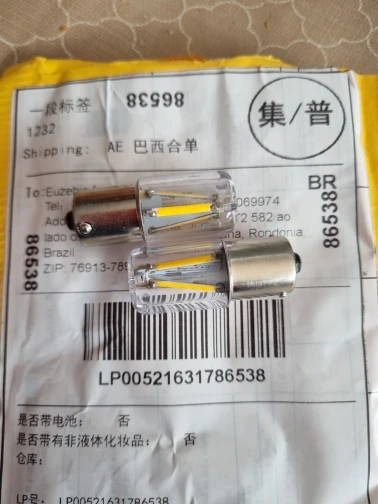 一段标签
86538
1232
集/普
Shipping: AE 巴西合单
BR
To: Euzebi
Tel: 069974
Add T2 582 ao
lado o na, Rondonia
Brazil
ZIP: 76913-78
86538
86538
LP00521631786538
是否带电池: 否
是否带有非液体化妆品: 否
仓库:
LP号: LP00521631786538